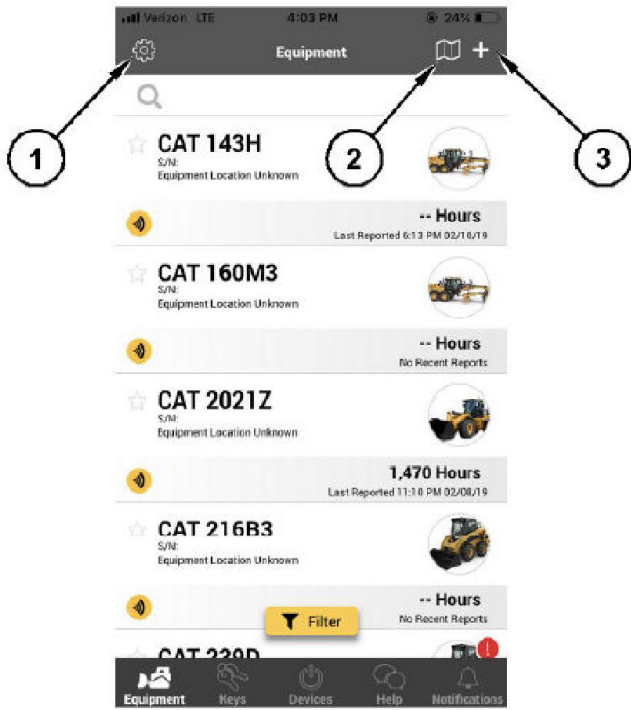 Verizon LTE 4:03 PM 24%
Equipment
1
2
3
CAT 143H
S/N:
Equipment Location Unknown
-- Hours
Last Reported 6:13 PM 02/16/19
CAT 160M3
S/N:
Equipment Location Unknown
-- Hours
No Recent Reports
CAT 2021Z
S/N:
Equipment Location Unknown
1,470 Hours
Last Reported 11:10 PM 02/08/19
CAT 216B3
S/N:
Equipment Location Unknown
-- Hours
Filter
No Recent Reports
CAT 239D
Equipment Keys Devices Help Notifications